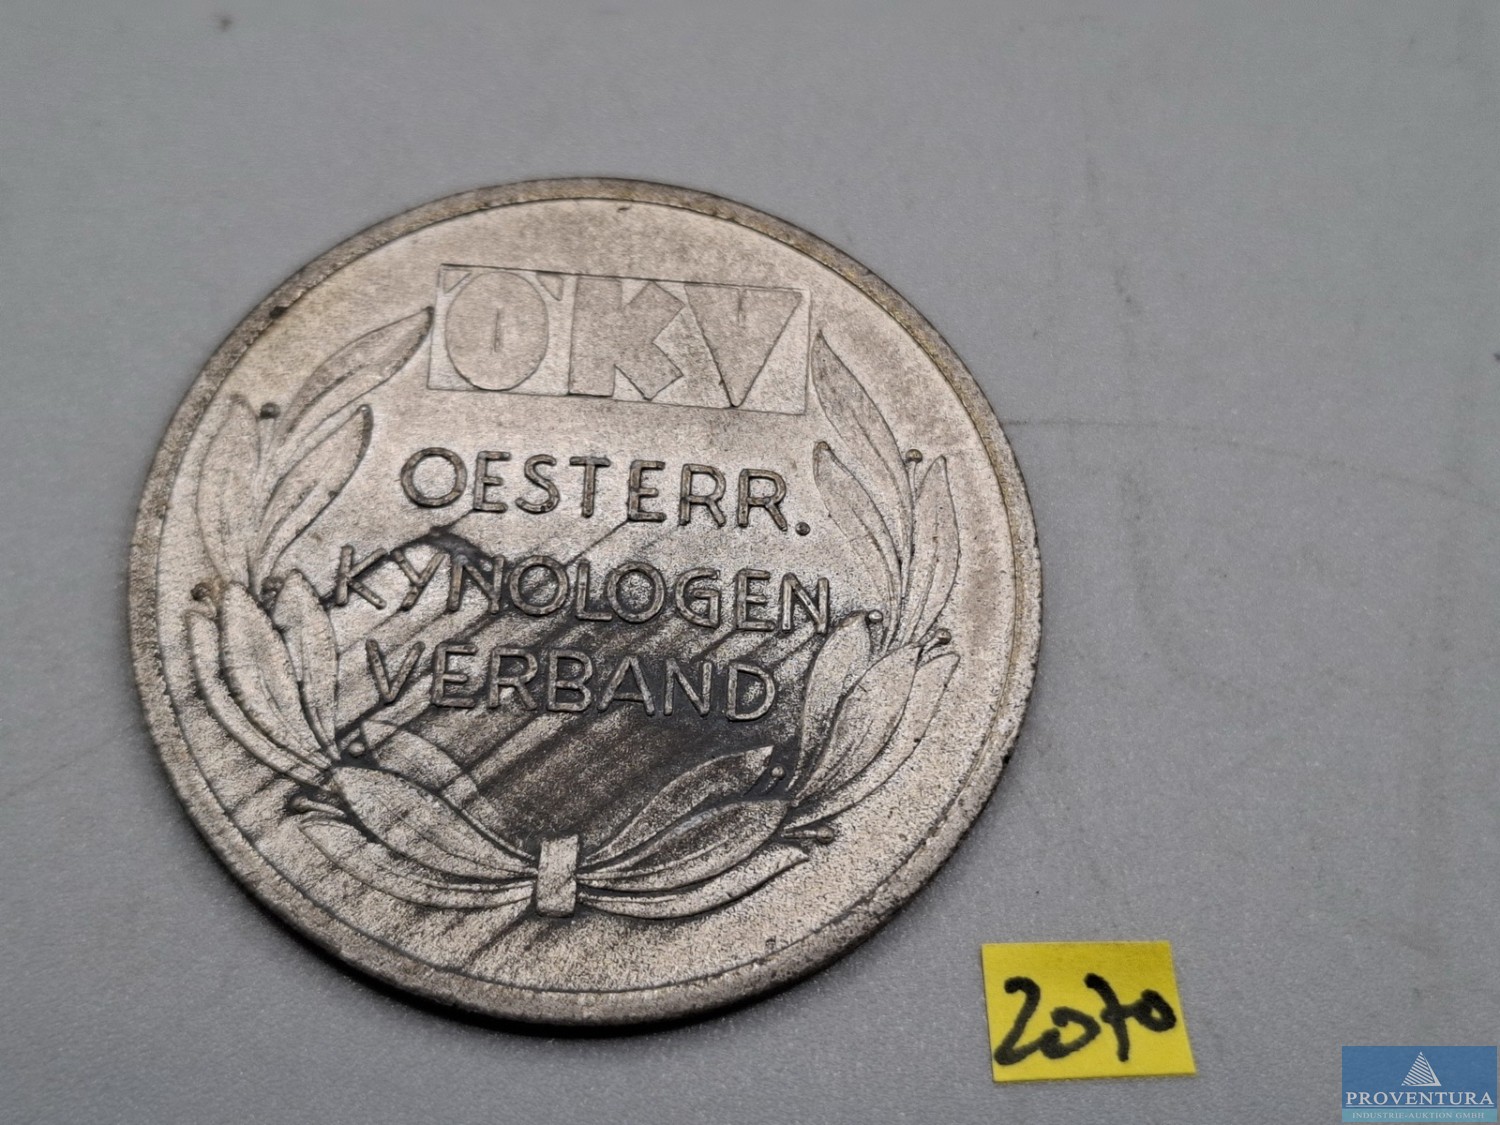 ÖKV
OESTERR.
KYNOLOGEN
VERBAND
2070
PROVENTURA
INDUSTRIE-AUKTION GMBH